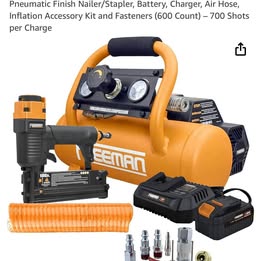 Pneumatic Finish Nailer/Stapler, Battery, Charger, Air Hose,
Inflation Accessory Kit and Fasteners (600 Count) – 700 Shots
per Charge
EEMAN